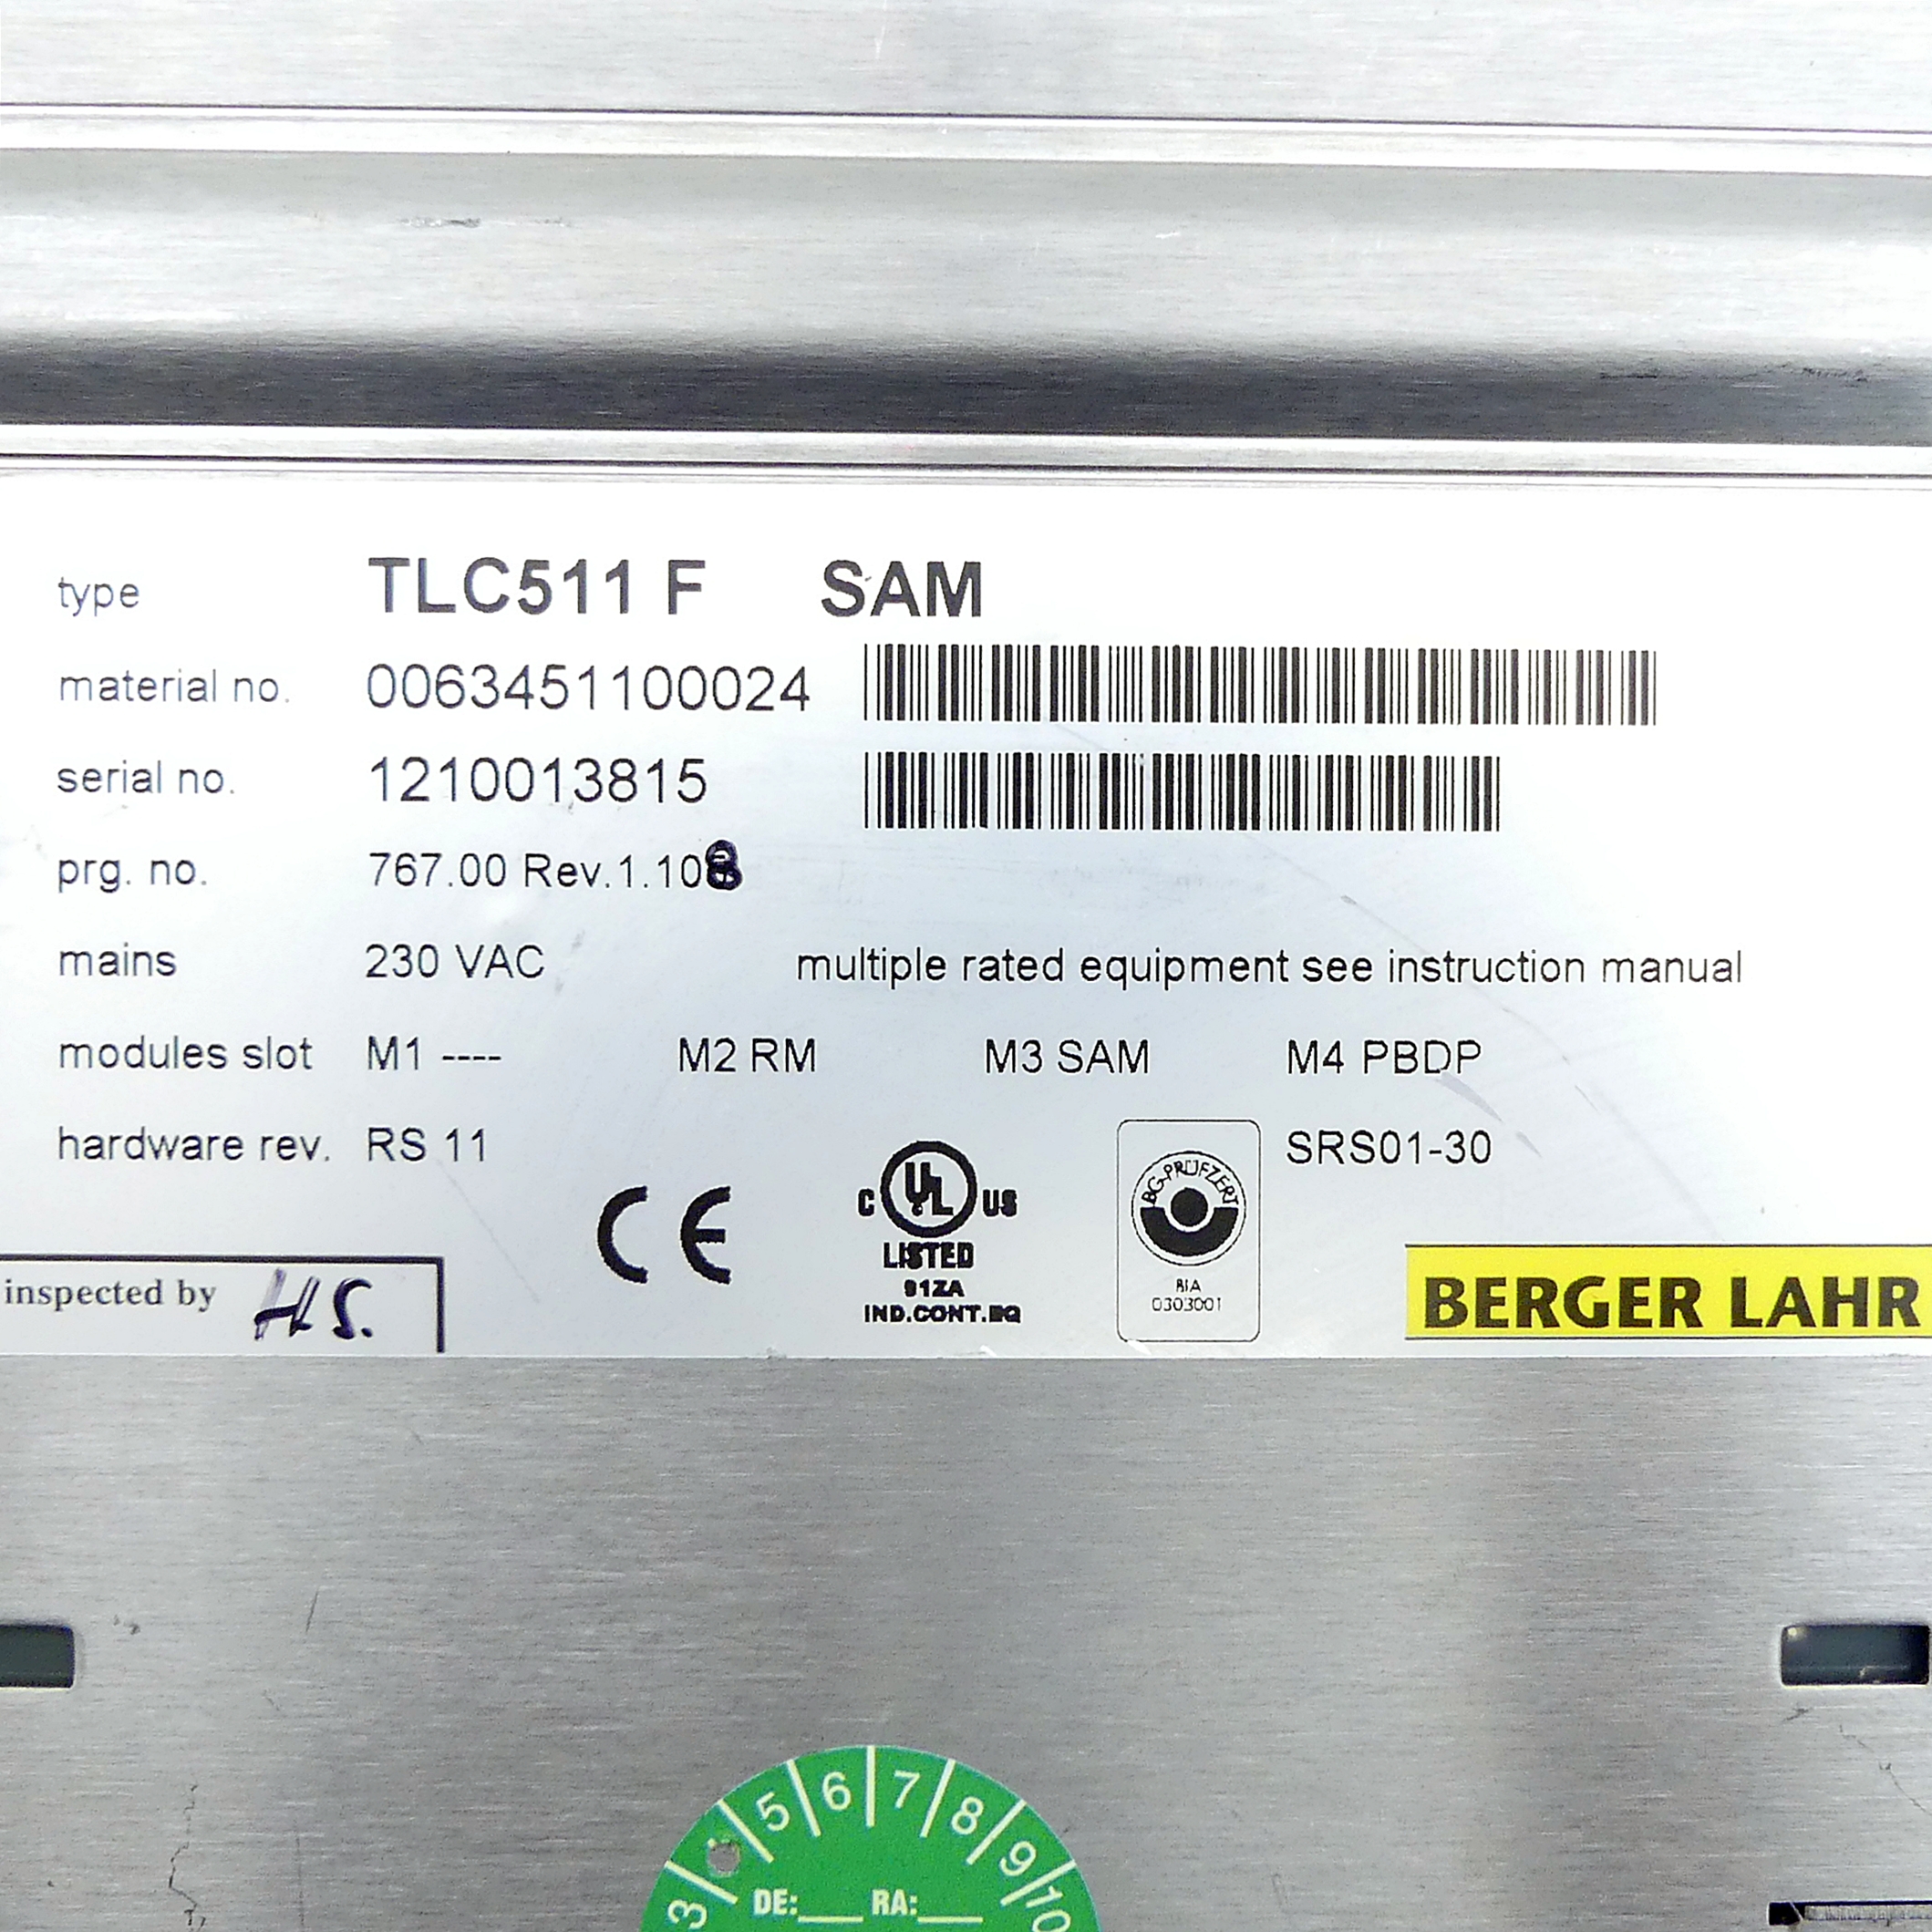 type TLC511 F SAM
material no. 0063451100024
serial no. 1210013815
prg. no. 767.00 Rev.1.108
mains 230 VAC multiple rated equipment see instruction manual
modules slot M1 ---- M2 RM M3 SAM M4 PBDP
hardware rev. RS 11 SRS01-30
CE
C UL US
LISTED
91ZA
IND.CONT.EQ
BG-PRÜFZERT
BIA
0303001
inspected by HS.
BERGER LAHR
3 5 6 7 8 9 10
DE:___ RA:___